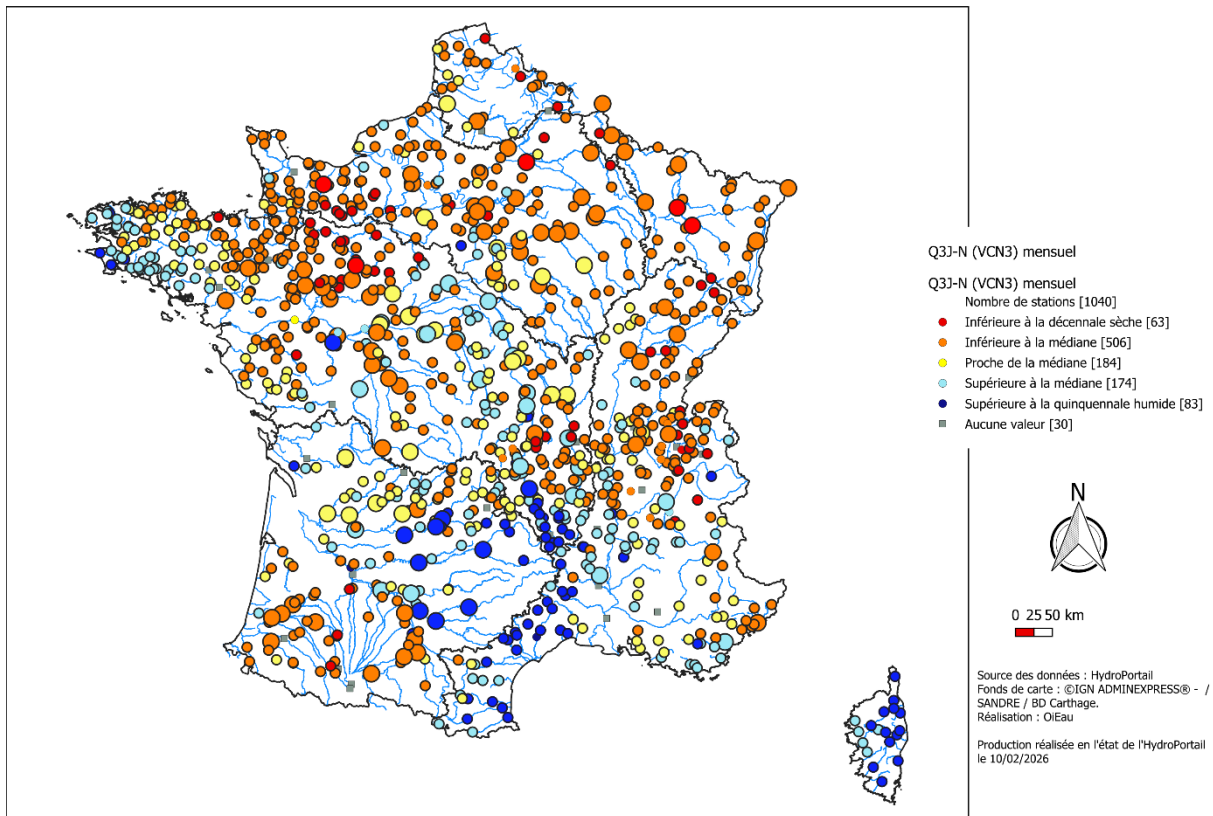 Q3J-N (VCN3) mensuel
Q3J-N (VCN3) mensuel
Nombre de stations [1040]
Inférieure à la décennale sèche [63]
Inférieure à la médiane [506]
Proche de la médiane [184]
Supérieure à la médiane [174]
Supérieure à la quinquennale humide [83]
Aucune valeur [30]
N
0 25 50 km
Source des données : HydroPortail
Fonds de carte : ©IGN ADMINEXPRESS® - /
SANDRE / BD Carthage.
Réalisation : OiEau
Production réalisée en l'état de l'HydroPortail
le 10/02/2026